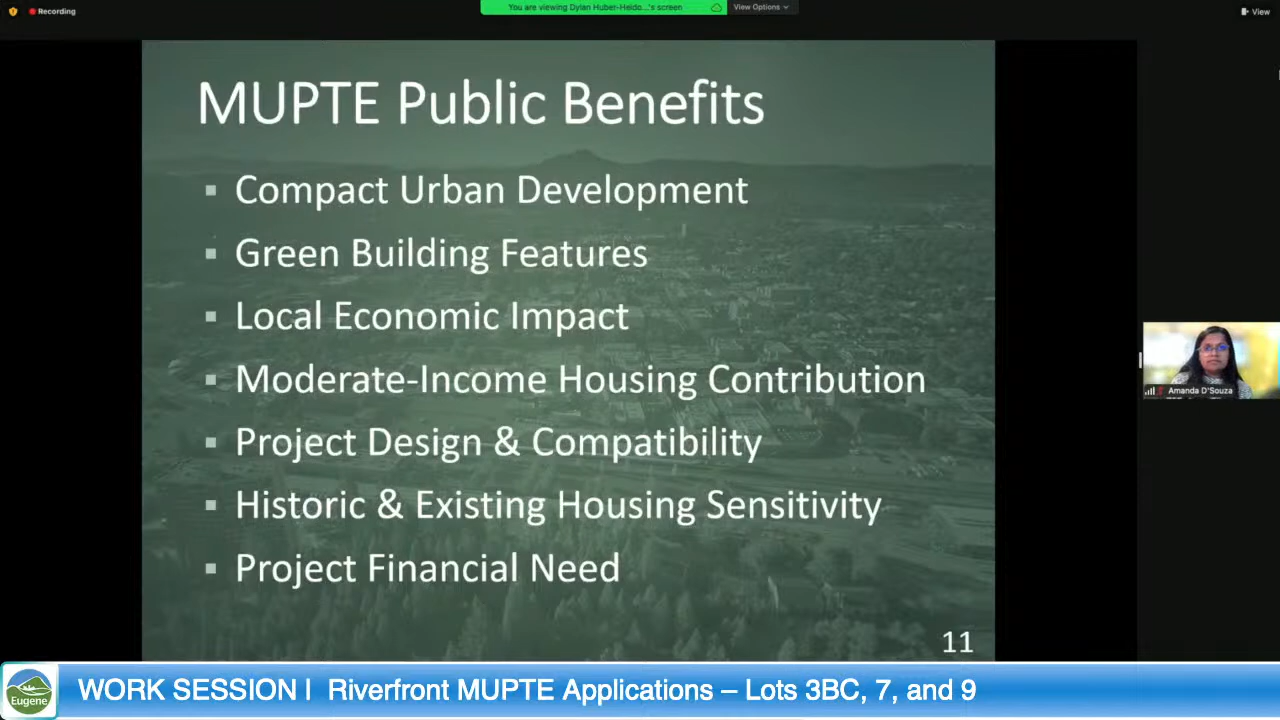 Recording
You are viewing Dylan Huber-Heido...'s screen
View Options
View
MUPTE Public Benefits
▪ Compact Urban Development
▪ Green Building Features
▪ Local Economic Impact
▪ Moderate-Income Housing Contribution
▪ Project Design & Compatibility
▪ Historic & Existing Housing Sensitivity
▪ Project Financial Need
Amanda D'Souza
11
Eugene
WORK SESSION | Riverfront MUPTE Applications – Lots 3BC, 7, and 9